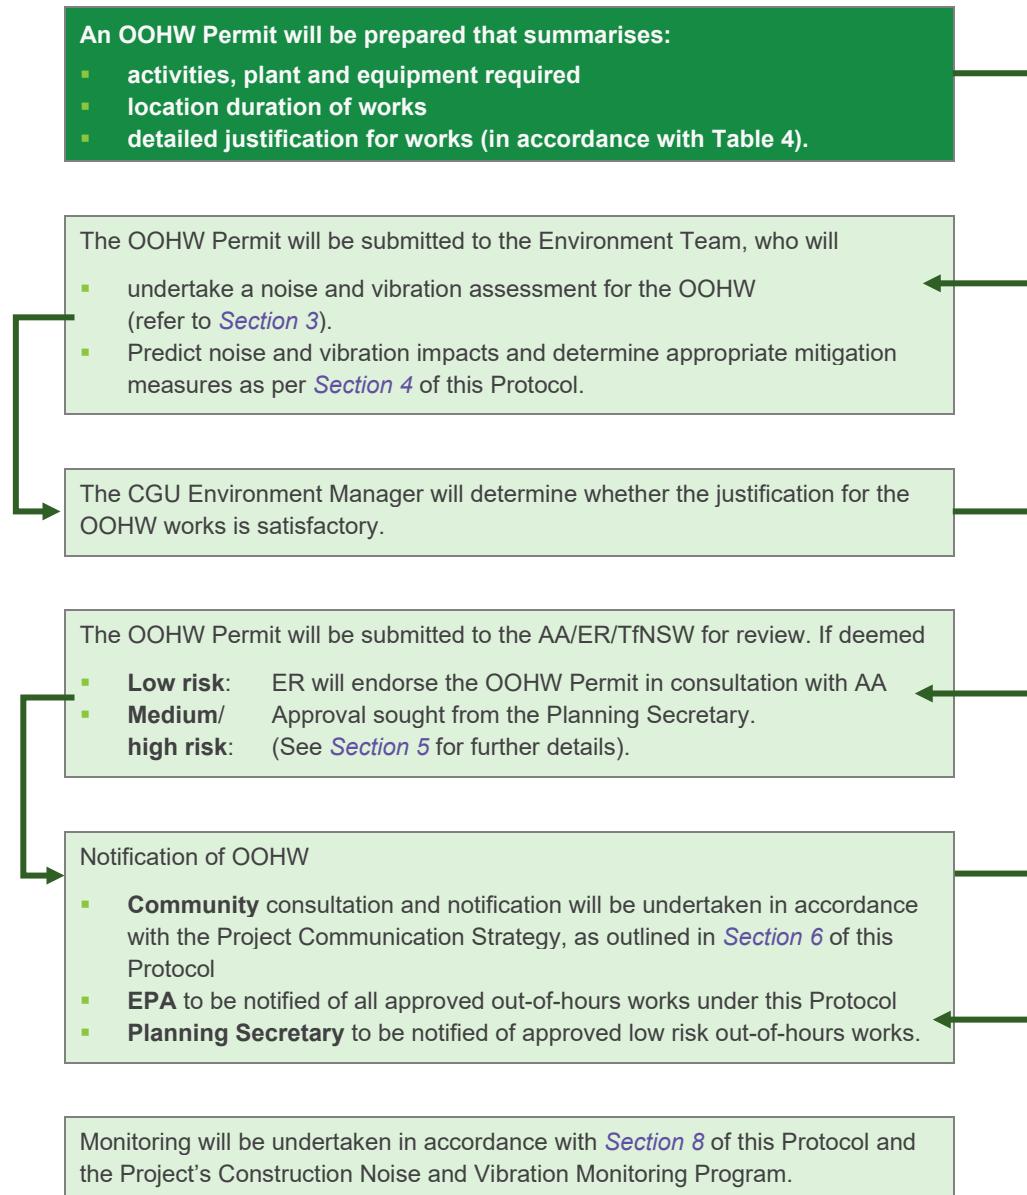 An OOHW Permit will be prepared that summarises:
▪ activities, plant and equipment required
▪ location duration of works
▪ detailed justification for works (in accordance with Table 4).
The OOHW Permit will be submitted to the Environment Team, who will
▪ undertake a noise and vibration assessment for the OOHW
(refer to Section 3).
▪ Predict noise and vibration impacts and determine appropriate mitigation
measures as per Section 4 of this Protocol.
The CGU Environment Manager will determine whether the justification for the
OOHW works is satisfactory.
The OOHW Permit will be submitted to the AA/ER/TfNSW for review. If deemed
▪ Low risk: ER will endorse the OOHW Permit in consultation with AA
▪ Medium/ Approval sought from the Planning Secretary.
high risk: (See Section 5 for further details).
Notification of OOHW
▪ Community consultation and notification will be undertaken in accordance
with the Project Communication Strategy, as outlined in Section 6 of this
Protocol
▪ EPA to be notified of all approved out-of-hours works under this Protocol
▪ Planning Secretary to be notified of approved low risk out-of-hours works.
Monitoring will be undertaken in accordance with Section 8 of this Protocol and
the Project's Construction Noise and Vibration Monitoring Program.